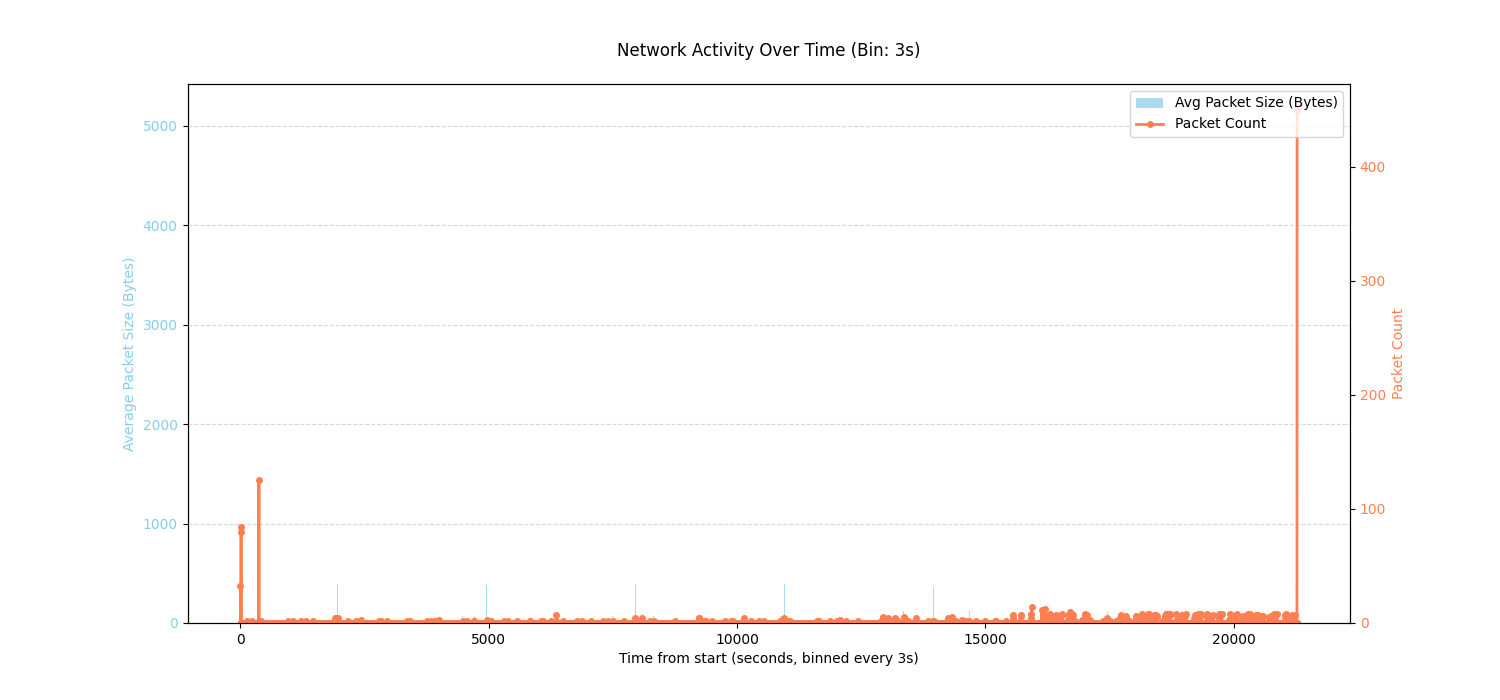 Network Activity Over Time (Bin: 3s)
Avg Packet Size (Bytes)
Packet Count
5000
4000
3000
2000
1000
0
Average Packet Size (Bytes)
400
300
200
100
0
Packet Count
0
5000
10000
15000
20000
Time from start (seconds, binned every 3s)